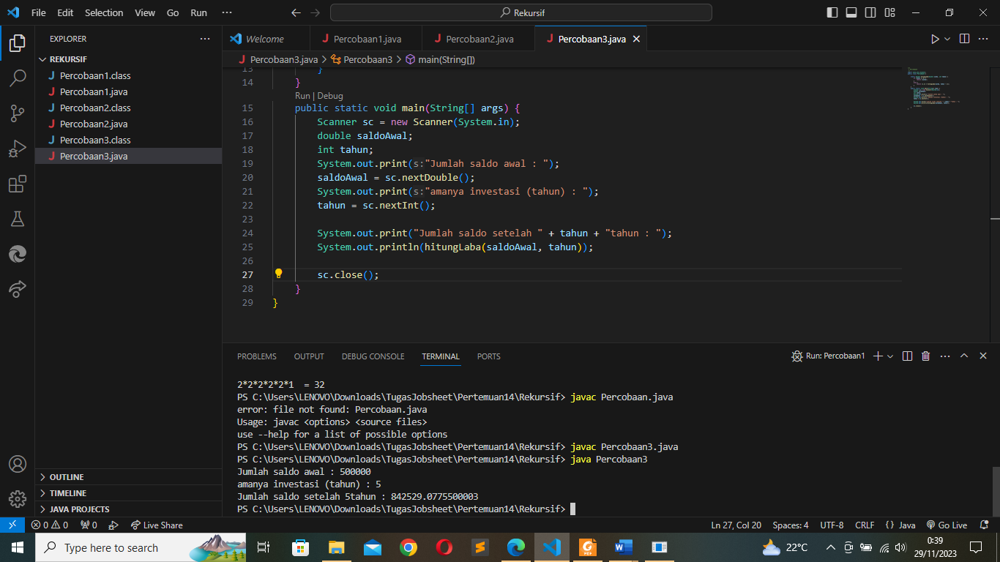 File Edit Selection View Go Run ··· Rekursif
EXPLORER ···
REKURSIF
Percobaan1.class
Percobaan1.java
Percobaan2.class
Percobaan2.java
Percobaan3.class
Percobaan3.java
OUTLINE
TIMELINE
JAVA PROJECTS
Welcome Percobaan1.java Percobaan2.java Percobaan3.java
Percobaan3.java > Percobaan3 > main(String[])
13 }
14 }
Run | Debug
15 public static void main(String[] args) {
16 Scanner sc = new Scanner(System.in);
17 double saldoAwal;
18 int tahun;
19 System.out.print(s:"Jumlah saldo awal : ");
20 saldoAwal = sc.nextDouble();
21 System.out.print(s:"amanya investasi (tahun) : ");
22 tahun = sc.nextInt();
23
24 System.out.print("Jumlah saldo setelah " + tahun + "tahun : ");
25 System.out.println(hitungLaba(saldoAwal, tahun));
26
27 sc.close();
28 }
29 }
PROBLEMS OUTPUT DEBUG CONSOLE TERMINAL PORTS Run: Percobaan1
2*2*2*2*2*1  = 32
PS C:\Users\LENOVO\Downloads\TugasJobsheet\Pertemuan14\Rekursif> javac Percobaan.java
error: file not found: Percobaan.java
Usage: javac <options> <source files>
use --help for a list of possible options
PS C:\Users\LENOVO\Downloads\TugasJobsheet\Pertemuan14\Rekursif> javac Percobaan3.java
PS C:\Users\LENOVO\Downloads\TugasJobsheet\Pertemuan14\Rekursif> java Percobaan3
Jumlah saldo awal : 500000
amanya investasi (tahun) : 5
Jumlah saldo setelah 5tahun : 842529.0775500003
PS C:\Users\LENOVO\Downloads\TugasJobsheet\Pertemuan14\Rekursif>
0 0 0 Live Share Ln 27, Col 20 Spaces: 4 UTF-8 CRLF {} Java Go Live
Type here to search 22°C 0:39
29/11/2023